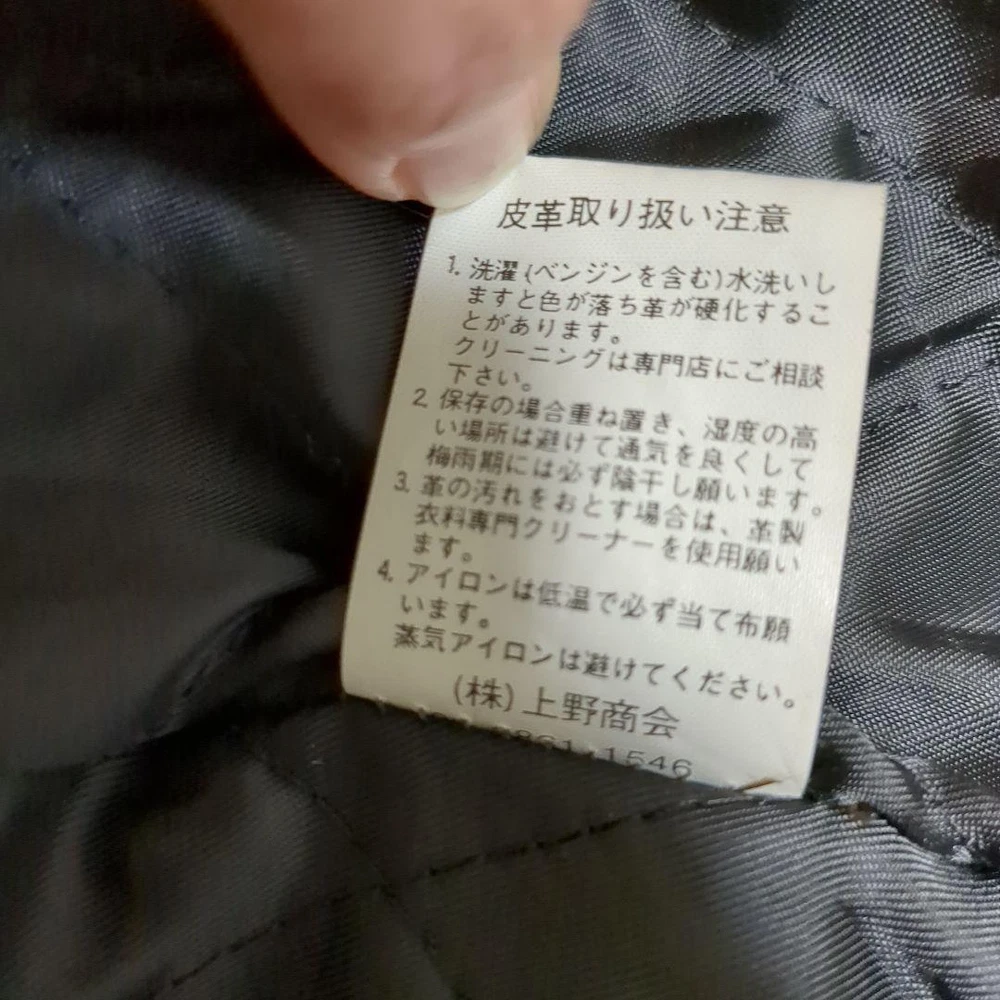 皮革取り扱い注意
1. 洗濯(ベンジンを含む)水洗いし
ますと色が落ち革が硬化するこ
とがあります。
クリーニングは専門店にご相談
下さい。
2. 保存の場合重ね置き、湿度の高
い場所は避けて通気を良くして
梅雨期には必ず陰干し願います。
3. 革の汚れをおとす場合は、革製
衣料専門クリーナーを使用願い
ます。
4. アイロンは低温で必ず当て布願
います。
蒸気アイロンは避けてください。
(株)上野商会
861-1546